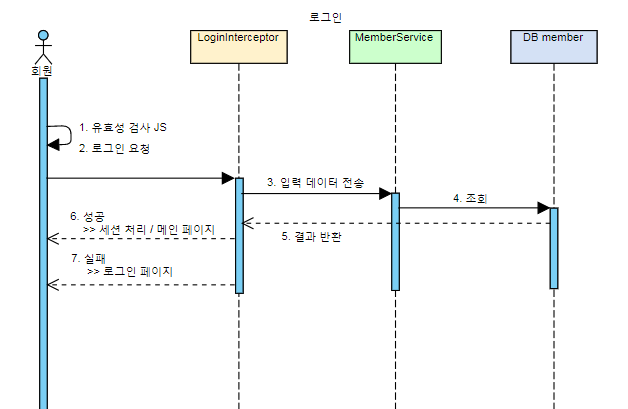 로그인
LoginInterceptor
MemberService
DB member
회원
1. 유효성 검사 JS
2. 로그인 요청
3. 입력 데이터 전송
4. 조회
5. 결과 반환
6. 성공
>> 세션 처리 / 메인 페이지
7. 실패
>> 로그인 페이지